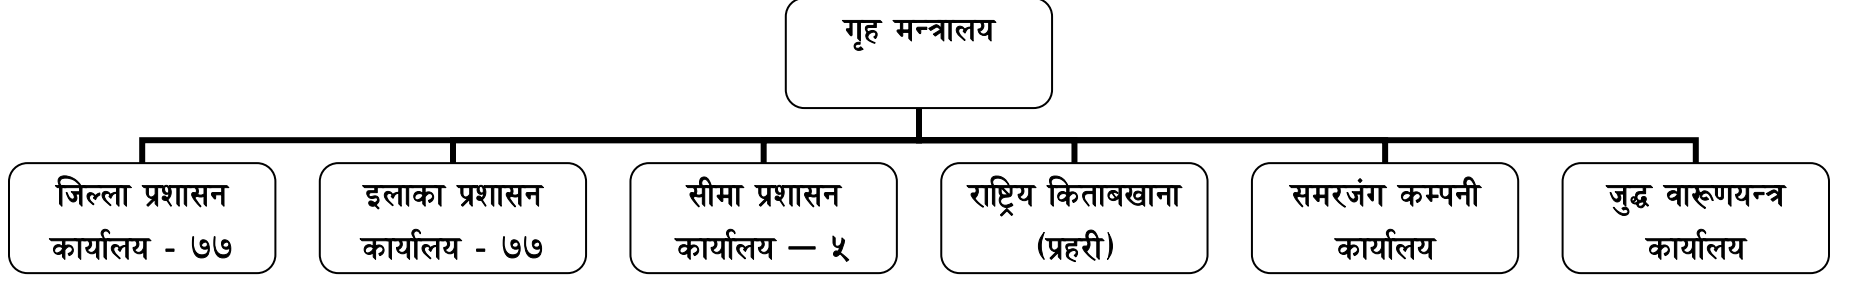 गृह मन्त्रालय
जिल्ला प्रशासन
कार्यालय - ७७
इलाका प्रशासन
कार्यालय - ७७
सीमा प्रशासन
कार्यालय — ५
राष्ट्रिय किताबखाना
(प्रहरी)
समरजंग कम्पनी
कार्यालय
जुद्ध वारूणयन्त्र
कार्यालय